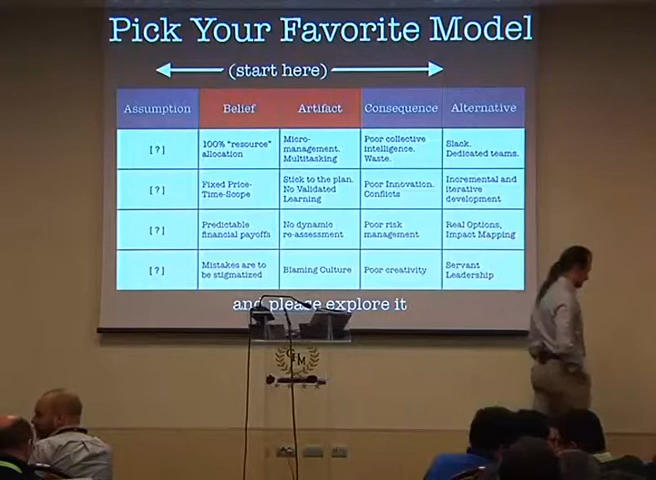 Pick Your Favorite Model
(start here)
Assumption Belief Artifact Consequence Alternative
[ ? ] 100% "resource" allocation Micro-management. Multitasking Poor collective intelligence. Waste. Slack. Dedicated teams.
[ ? ] Fixed Price-Time-Scope Stick to the plan. No Validated Learning Poor Innovation. Conflicts Incremental and iterative development
[ ? ] Predictable financial payoffs No dynamic re-assessment Poor risk management Real Options, Impact Mapping
[ ? ] Mistakes are to be stigmatized Blaming Culture Poor creativity Servant Leadership
and please explore it